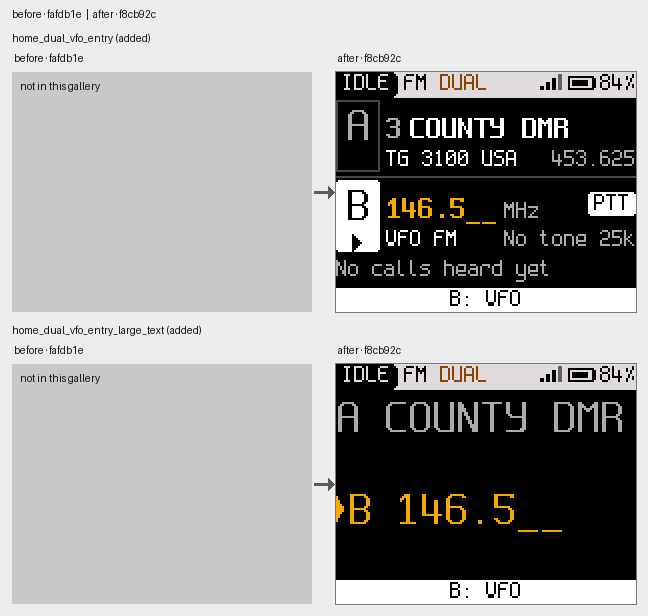 before·fafdb1e | after·f8cb92c
home_dual_vfo_entry (added)
before·fafdb1e
after·f8cb92c
not in this gallery
IDLE FM DUAL 84%
A 3 COUNTY DMR
TG 3100 USA 453.625
B 146.5__ MHz PTT
VFO FM No tone 25k
No calls heard yet
B: VFO
home_dual_vfo_entry_large_text (added)
before·fafdb1e
after·f8cb92c
not in this gallery
IDLE FM DUAL 84%
A COUNTY DMR
B 146.5__
B: VFO